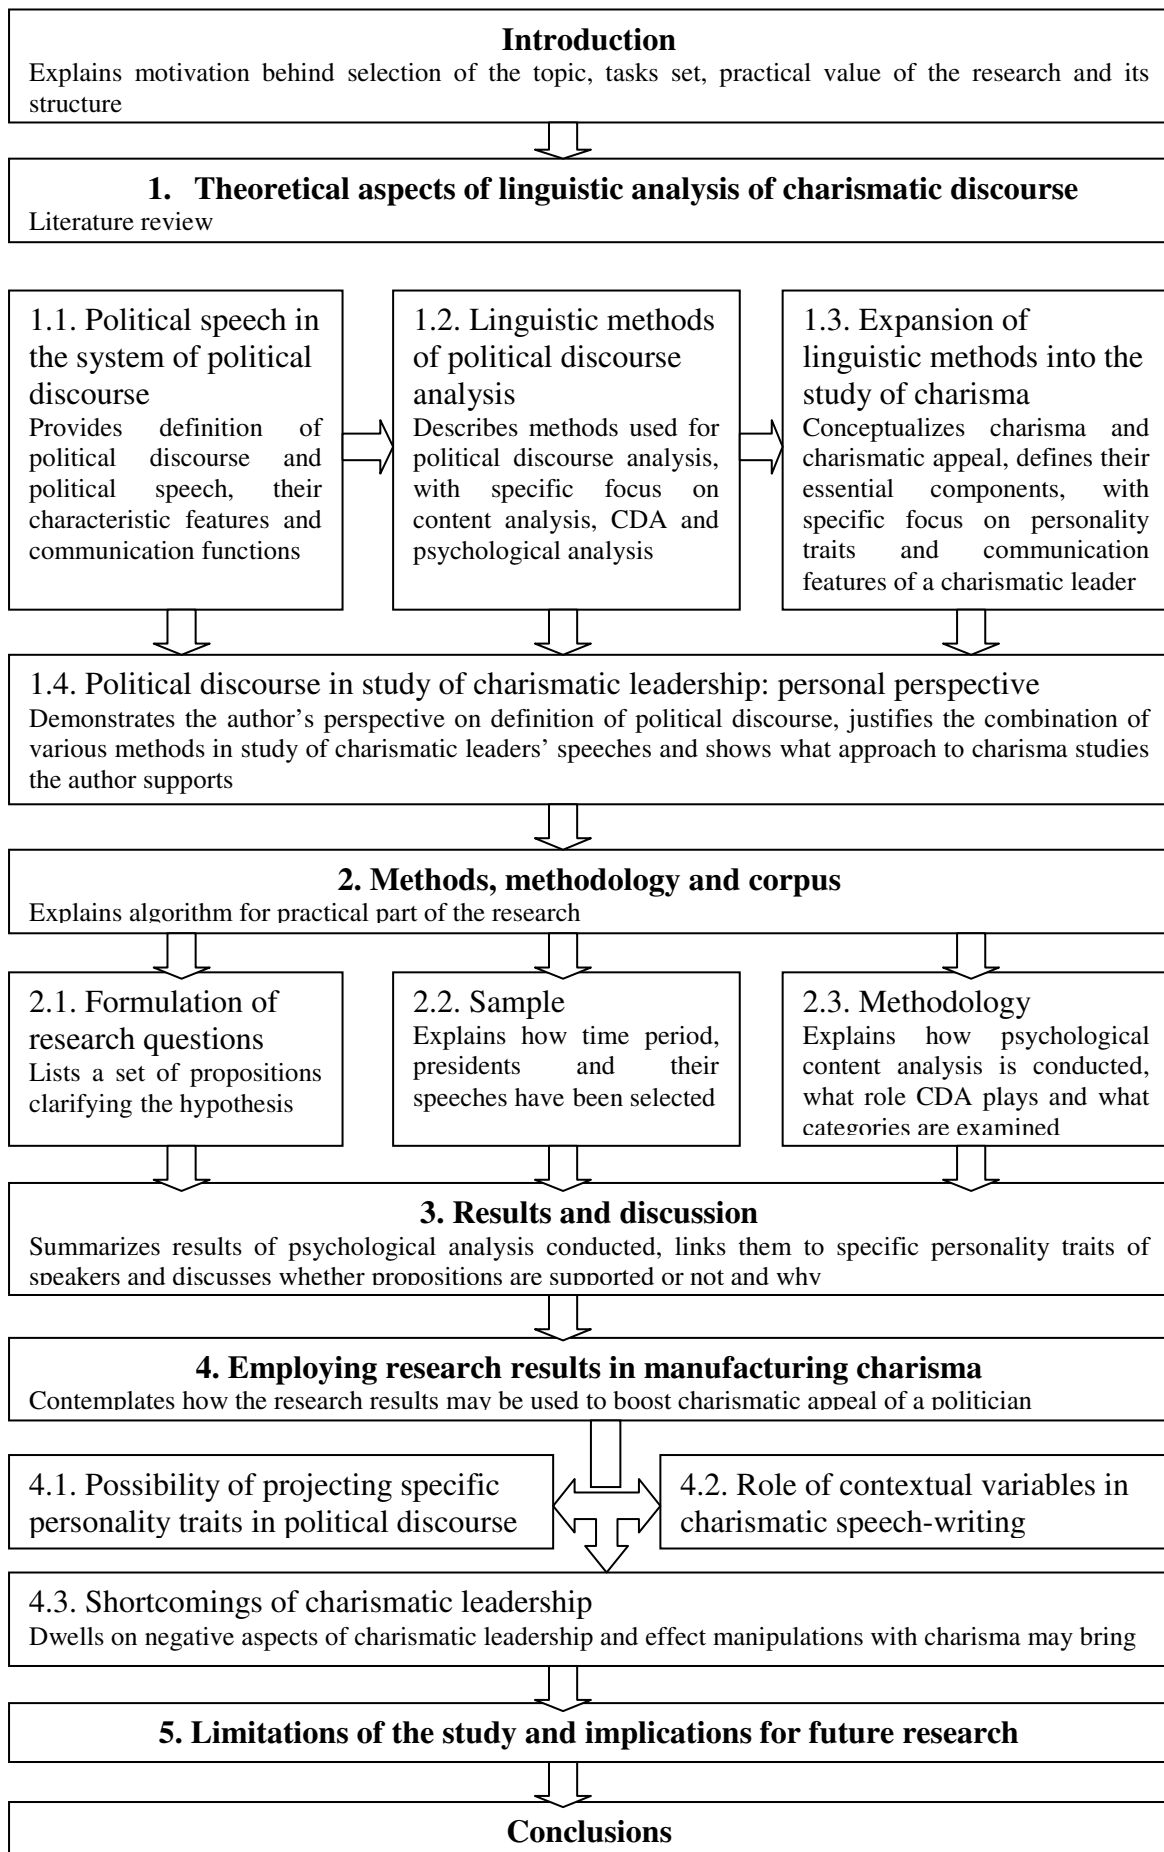 Introduction
Explains motivation behind selection of the topic, tasks set, practical value of the research and its
structure
1. Theoretical aspects of linguistic analysis of charismatic discourse
Literature review
1.1. Political speech in
the system of political
discourse
Provides definition of
political discourse and
political speech, their
characteristic features and
communication functions
1.2. Linguistic methods
of political discourse
analysis
Describes methods used for
political discourse analysis,
with specific focus on
content analysis, CDA and
psychological analysis
1.3. Expansion of
linguistic methods into the
study of charisma
Conceptualizes charisma and
charismatic appeal, defines their
essential components, with
specific focus on personality
traits and communication
features of a charismatic leader
1.4. Political discourse in study of charismatic leadership: personal perspective
Demonstrates the author’s perspective on definition of political discourse, justifies the combination of
various methods in study of charismatic leaders’ speeches and shows what approach to charisma studies
the author supports
2. Methods, methodology and corpus
Explains algorithm for practical part of the research
2.1. Formulation of
research questions
Lists a set of propositions
clarifying the hypothesis
2.2. Sample
Explains how time period,
presidents and their
speeches have been selected
2.3. Methodology
Explains how psychological
content analysis is conducted,
what role CDA plays and what
categories are examined
3. Results and discussion
Summarizes results of psychological analysis conducted, links them to specific personality traits of
speakers and discusses whether propositions are supported or not and why
4. Employing research results in manufacturing charisma
Contemplates how the research results may be used to boost charismatic appeal of a politician
4.1. Possibility of projecting specific
personality traits in political discourse
4.2. Role of contextual variables in
charismatic speech-writing
4.3. Shortcomings of charismatic leadership
Dwells on negative aspects of charismatic leadership and effect manipulations with charisma may bring
5. Limitations of the study and implications for future research
Conclusions